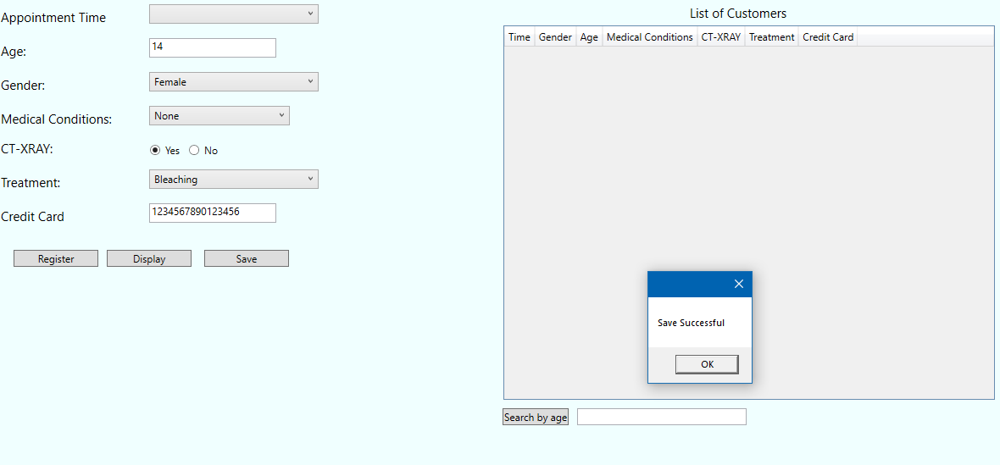 Appointment Time
Age: 14
Gender: Female
Medical Conditions: None
CT-XRAY: Yes No
Treatment: Bleaching
Credit Card 1234567890123456
Register Display Save
List of Customers
Time Gender Age Medical Conditions CT-XRAY Treatment Credit Card
Save Successful
OK
Search by age